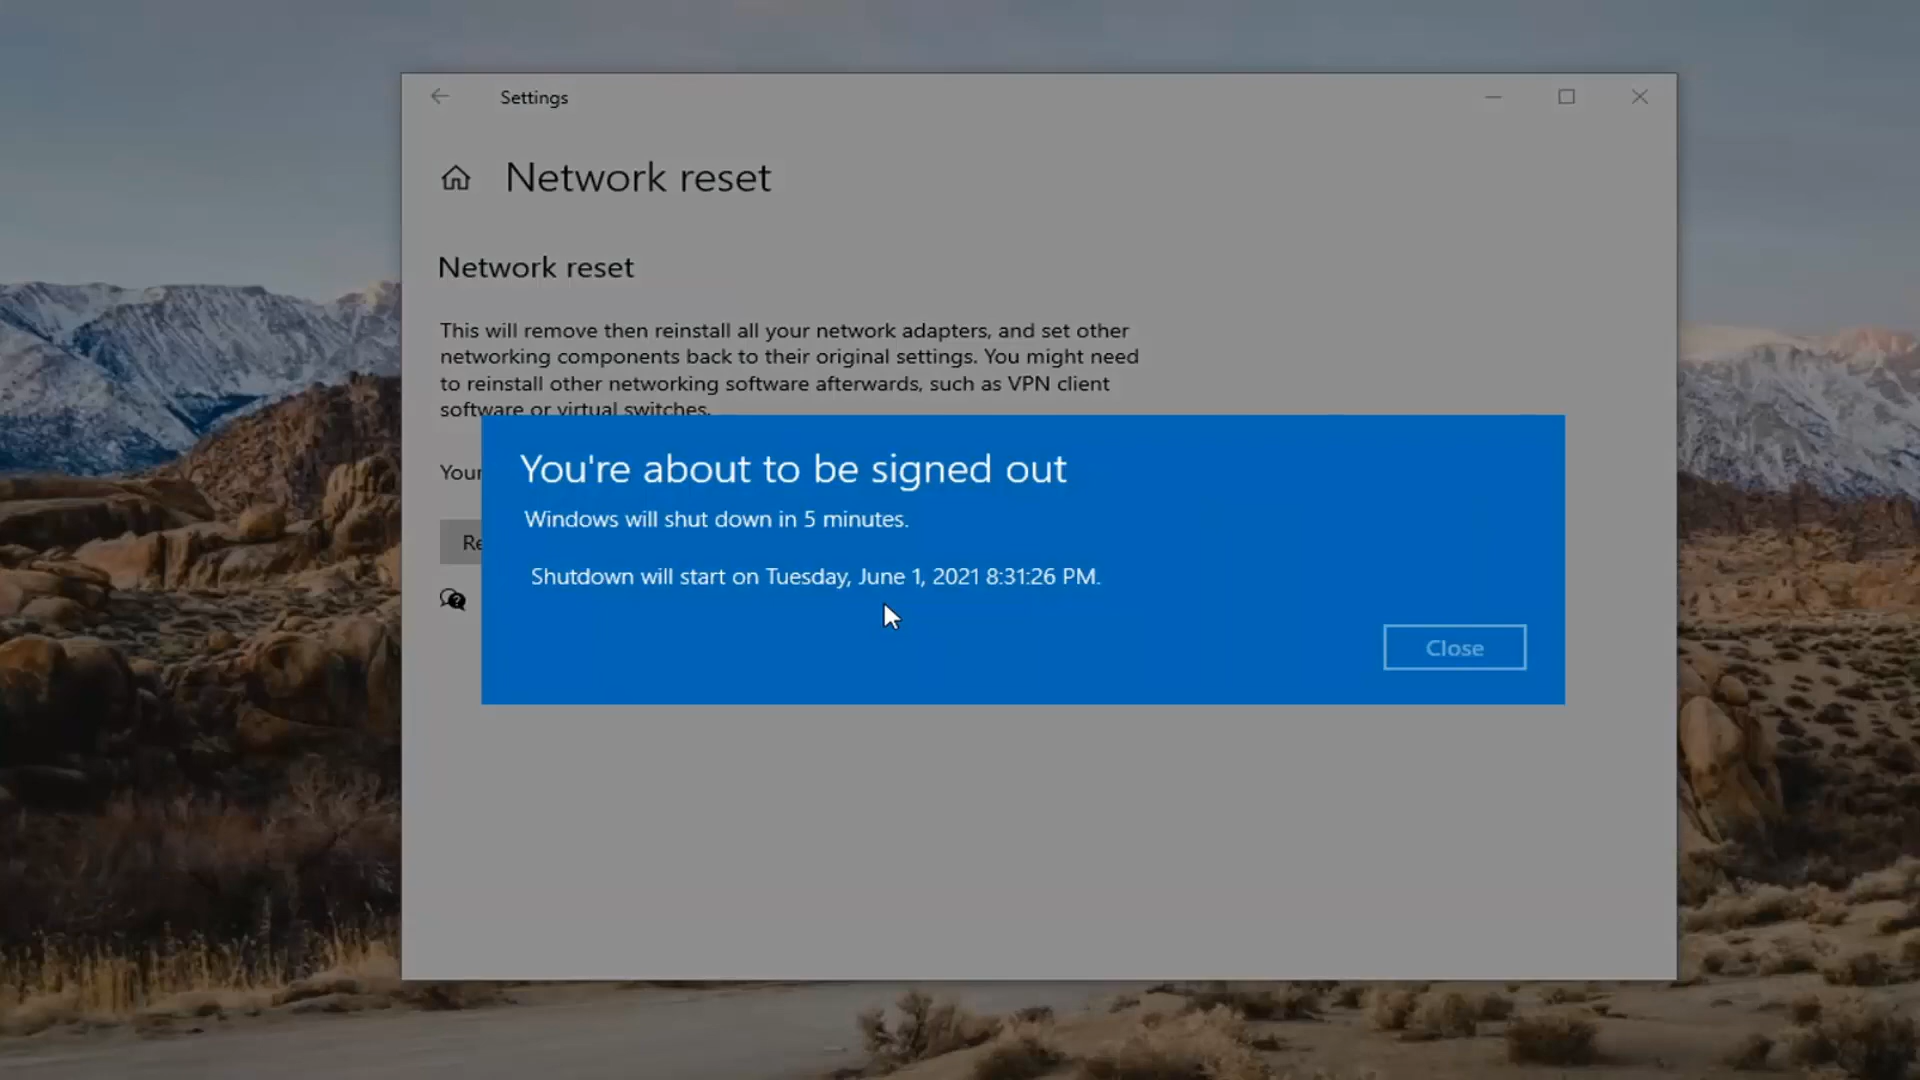 Settings
Network reset
Network reset
This will remove then reinstall all your network adapters, and set other
networking components back to their original settings. You might need
to reinstall other networking software afterwards, such as VPN client
software or virtual switches.
Your
You're about to be signed out
Windows will shut down in 5 minutes.
Re
Shutdown will start on Tuesday, June 1, 2021 8:31:26 PM.
Close